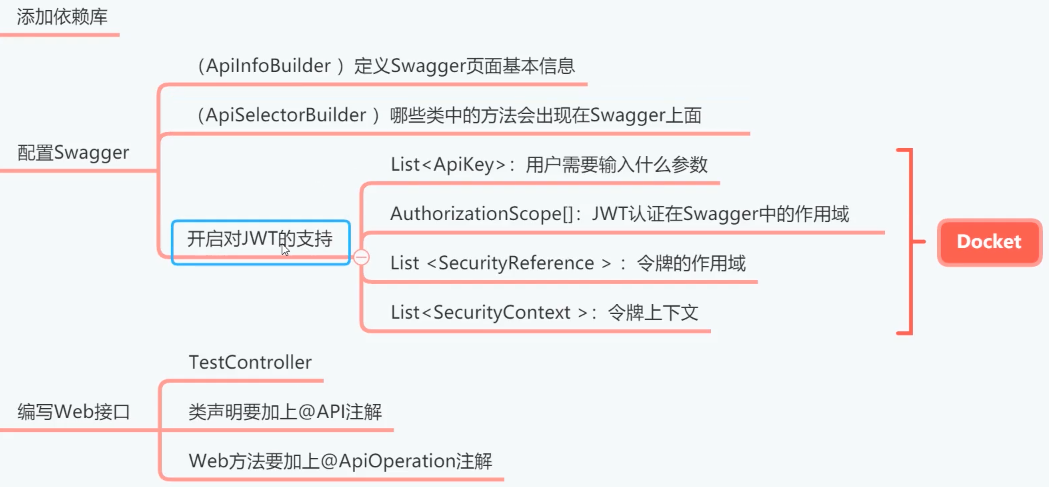 添加依赖库
配置Swagger
（ApiInfoBuilder ）定义Swagger页面基本信息
（ApiSelectorBuilder ）哪些类中的方法会出现在Swagger上面
开启对JWT的支持
List<ApiKey>：用户需要输入什么参数
AuthorizationScope[]：JWT认证在Swagger中的作用域
List <SecurityReference > ：令牌的作用域
List<SecurityContext >：令牌上下文
Docket
编写Web接口
TestController
类声明要加上@API注解
Web方法要加上@ApiOperation注解